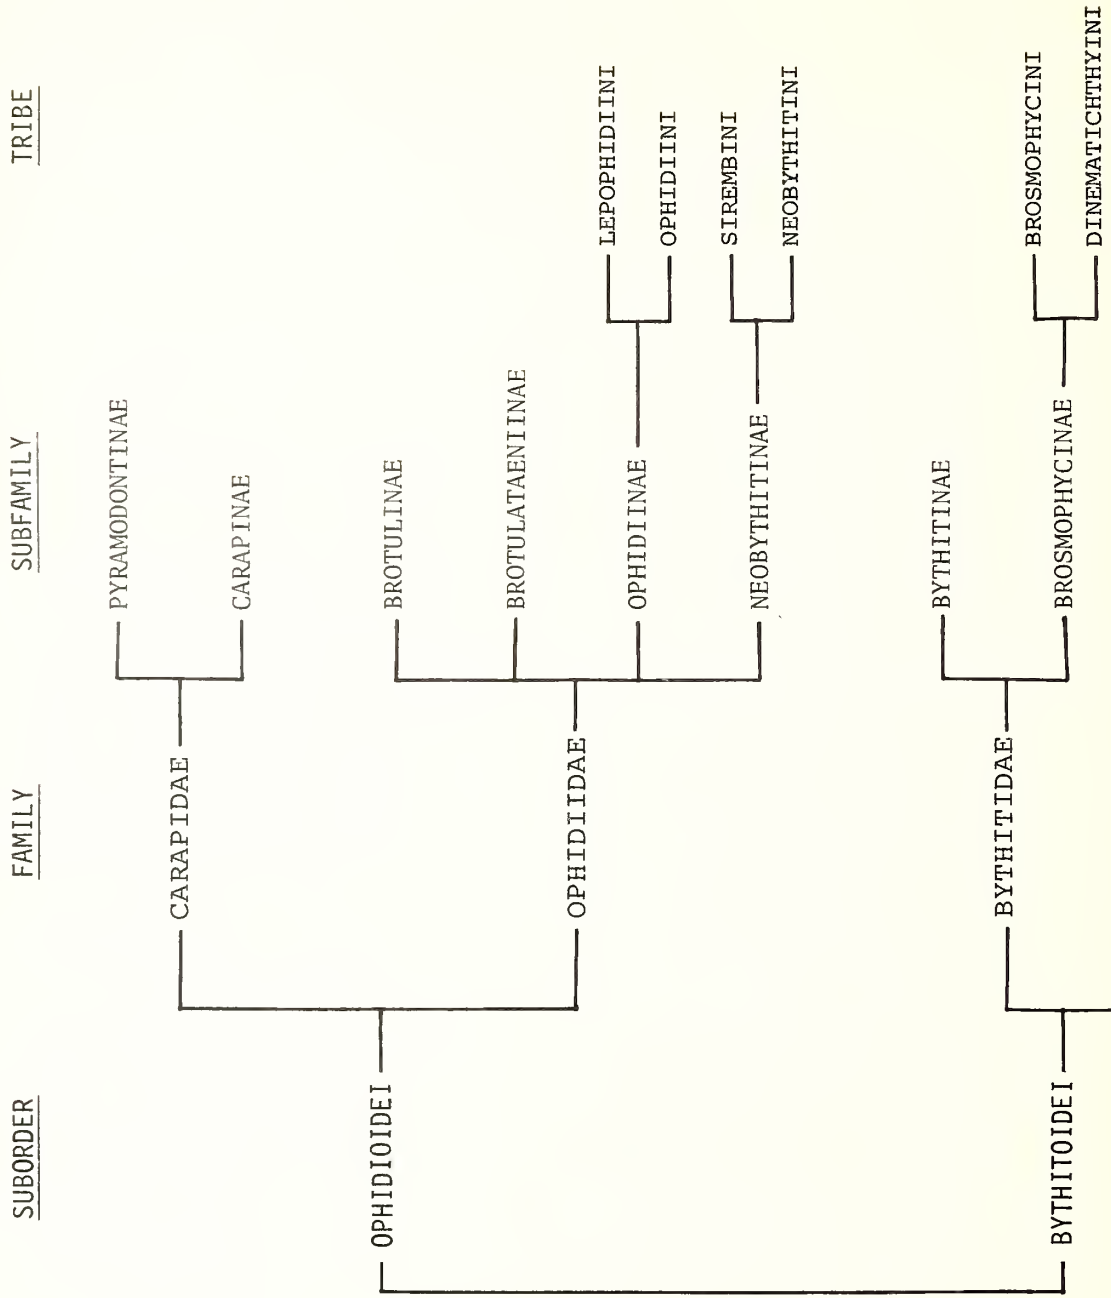 SUBORDER
FAMILY
SUBFAMILY
TRIBE
OPHIDIOIDEI
CARAPIDAE
PYRAMODONTINAE
CARAPINAE
OPHIDIIDAE
BROTULINAE
BROTULATAENIINAE
OPHIDIINAE
LEPOPHIDIINI
OPHIDIINI
NEOBYTHITINAE
SIREMBINI
NEOBYTHITINI
BYTHITOIDEI
BYTHITIDAE
BYTHITINAE
BROSMOPHYCINAE
BROSMOPHYCINI
DINEMATICHTHYINI